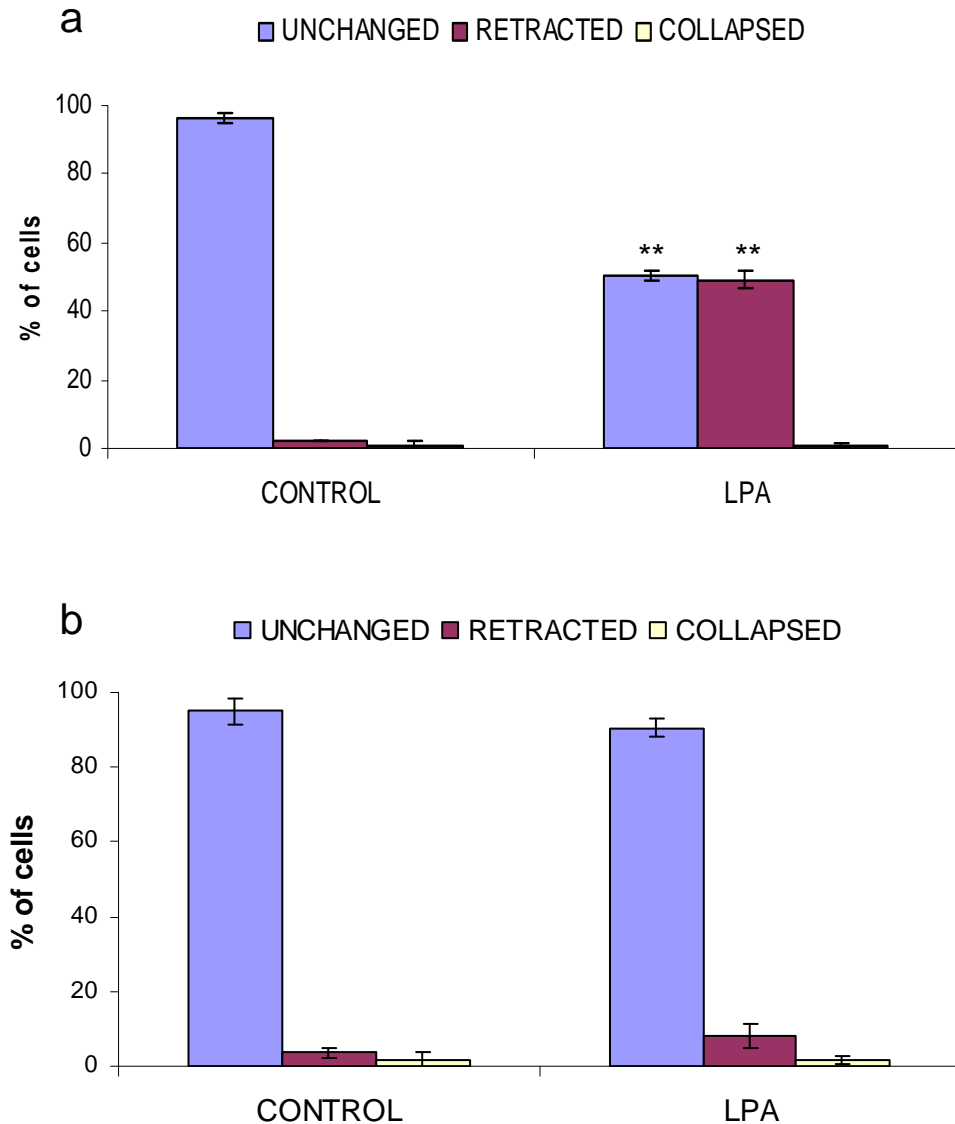 a
UNCHANGED RETRACTED COLLAPSED
100
80
60
40
20
0
% of cells
** **
CONTROL LPA
b
UNCHANGED RETRACTED COLLAPSED
100
80
60
40
20
0
% of cells
CONTROL LPA